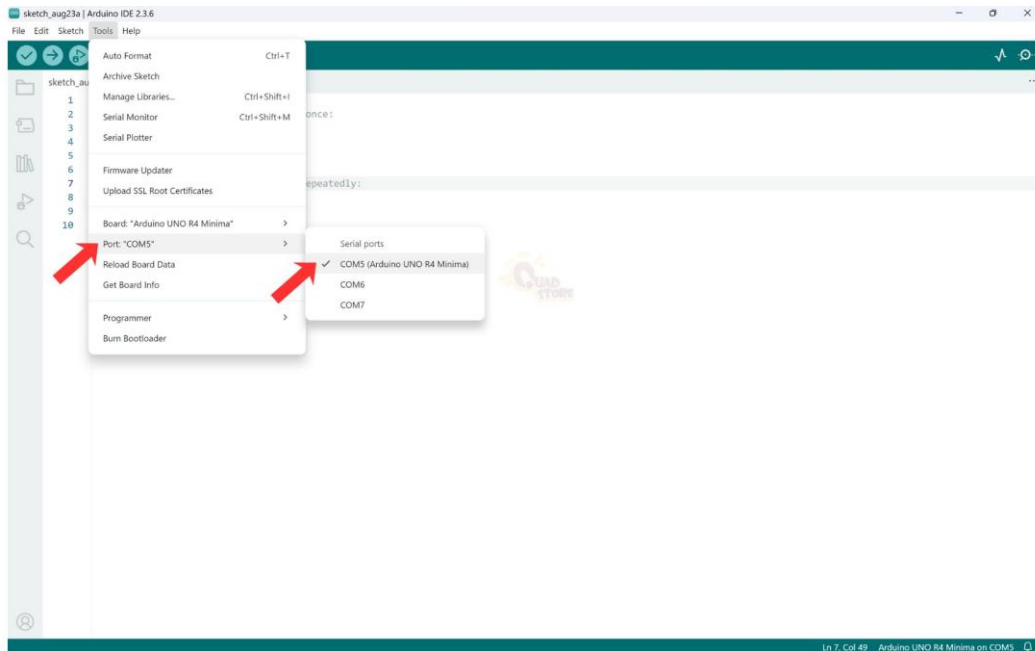 sketch_aug23a | Arduino IDE 2.3.6
File Edit Sketch Tools Help
sketch_au
Auto Format Ctrl+T
Archive Sketch
Manage Libraries... Ctrl+Shift+I
Serial Monitor Ctrl+Shift+M
Serial Plotter
Firmware Updater
Upload SSL Root Certificates
Board: "Arduino UNO R4 Minima"
Port: "COM5"
Reload Board Data
Get Board Info
Programmer
Burn Bootloader
1
2 once:
3
4
5
6
7 epeatedly:
8
9
10
Serial ports
COM5 (Arduino UNO R4 Minima)
COM6
COM7
QUAD
STORE
Ln 7, Col 49 Arduino UNO R4 Minima on COM5